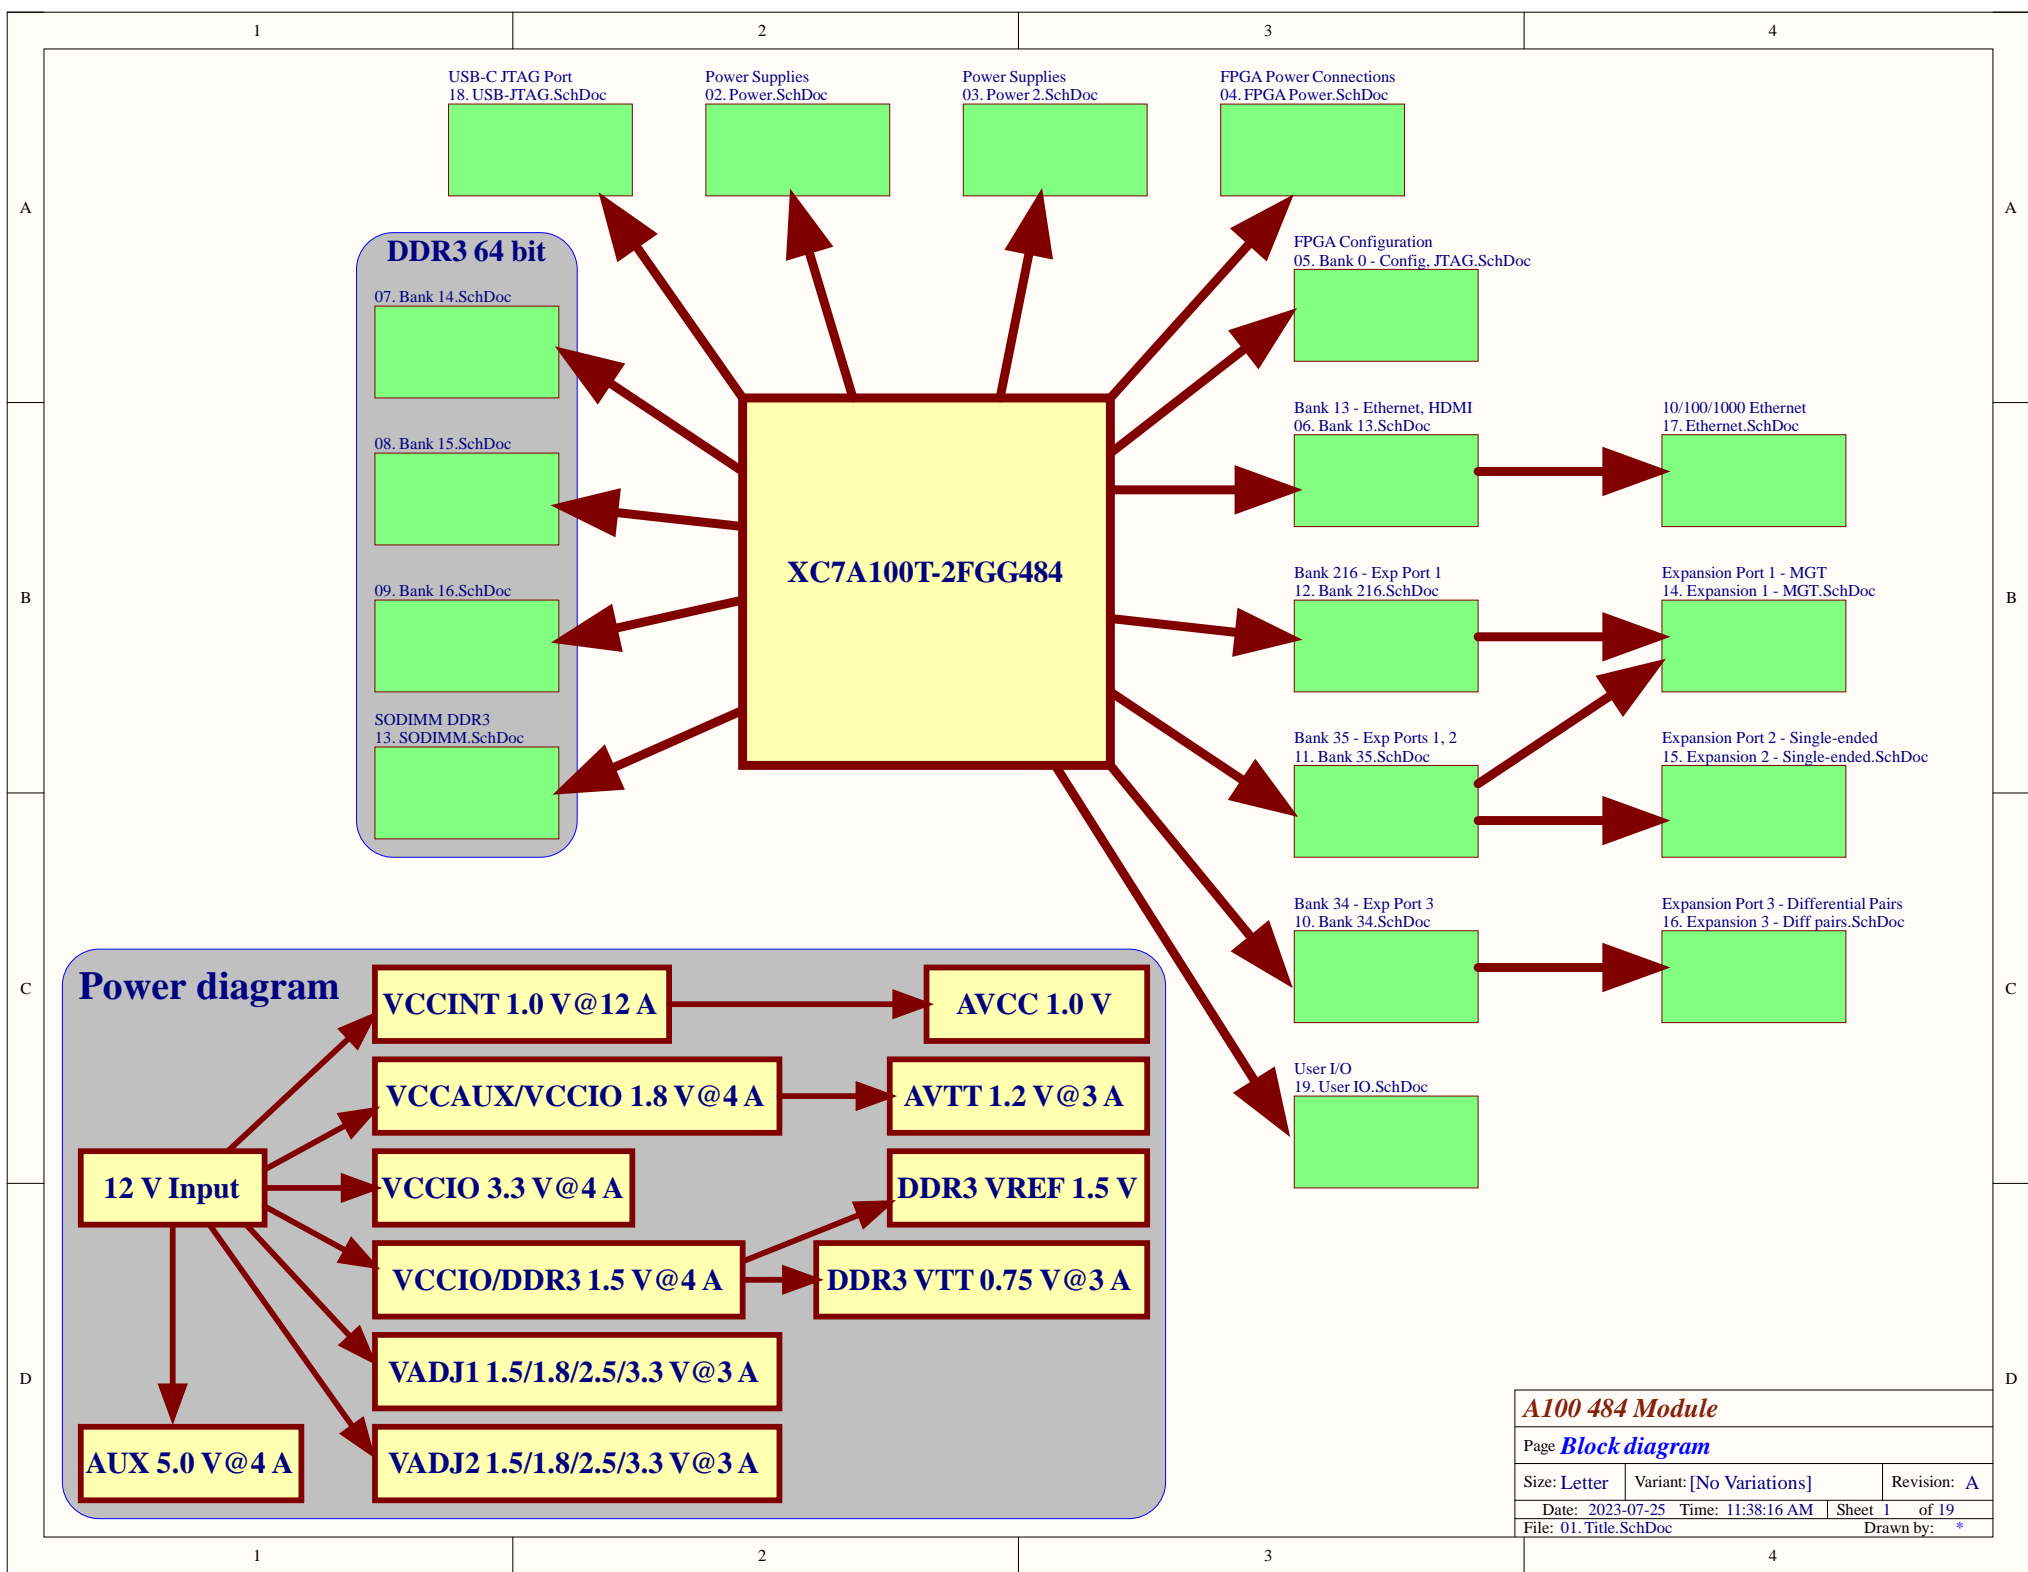 1
2
3
4
USB-C JTAG Port
18. USB-JTAG.SchDoc
Power Supplies
02. Power.SchDoc
Power Supplies
03. Power 2.SchDoc
FPGA Power Connections
04. FPGA Power.SchDoc
A
A
DDR3 64 bit
07. Bank 14.SchDoc
08. Bank 15.SchDoc
09. Bank 16.SchDoc
SODIMM DDR3
13. SODIMM.SchDoc
XC7A100T-2FGG484
FPGA Configuration
05. Bank 0 - Config, JTAG.SchDoc
Bank 13 - Ethernet, HDMI
06. Bank 13.SchDoc
10/100/1000 Ethernet
17. Ethernet.SchDoc
B
B
Bank 216 - Exp Port 1
12. Bank 216.SchDoc
Expansion Port 1 - MGT
14. Expansion 1 - MGT.SchDoc
Bank 35 - Exp Ports 1, 2
11. Bank 35.SchDoc
Expansion Port 2 - Single-ended
15. Expansion 2 - Single-ended.SchDoc
Bank 34 - Exp Port 3
10. Bank 34.SchDoc
Expansion Port 3 - Differential Pairs
16. Expansion 3 - Diff pairs.SchDoc
C
C
User I/O
19. User IO.SchDoc
Power diagram
VCCINT 1.0 V@12 A
AVCC 1.0 V
VCCAUX/VCCIO 1.8 V@4 A
AVTT 1.2 V@3 A
12 V Input
VCCIO 3.3 V@4 A
DDR3 VREF 1.5 V
VCCIO/DDR3 1.5 V@4 A
DDR3 VTT 0.75 V@3 A
VADJ1 1.5/1.8/2.5/3.3 V@3 A
AUX 5.0 V@4 A
VADJ2 1.5/1.8/2.5/3.3 V@3 A
D
D
A100 484 Module
Page Block diagram
Size: Letter Variant: [No Variations] Revision: A
Date: 2023-07-25 Time: 11:38:16 AM Sheet 1 of 19
File: 01. Title.SchDoc Drawn by: *
1
2
3
4